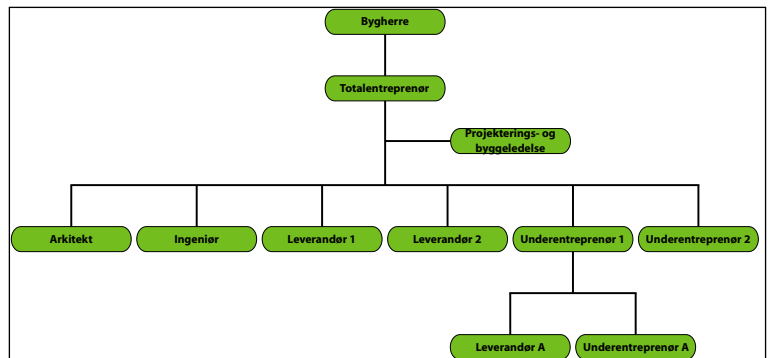 Bygherre
Totalentreprenør
Projekterings- og
byggeledelse
Arkitekt
Ingeniør
Leverandør 1
Leverandør 2
Underentreprenør 1
Underentreprenør 2
Leverandør A
Underentreprenør A